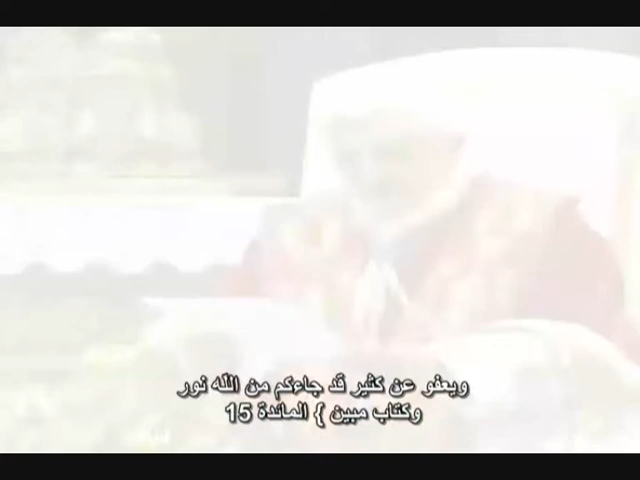 ويعفو عن كثير قد جاءكم من الله نور
وكتاب مبين } المائدة 15